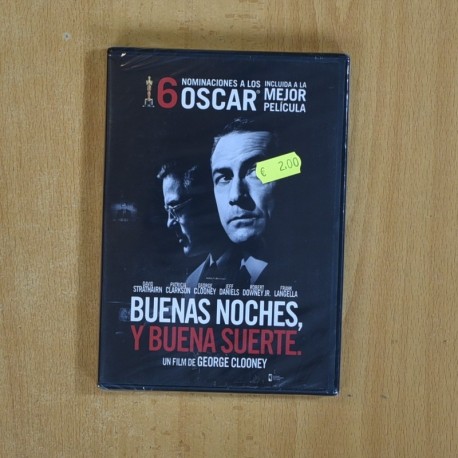 6 NOMINACIONES A LOS OSCAR® INCLUIDA A LA MEJOR PELÍCULA
€ 2,00
DAVID STRATHAIRN PATRICIA CLARKSON GEORGE CLOONEY JEFF DANIELS ROBERT DOWNEY JR. FRANK LANGELLA
BUENAS NOCHES,
Y BUENA SUERTE.
UN FILM DE GEORGE CLOONEY